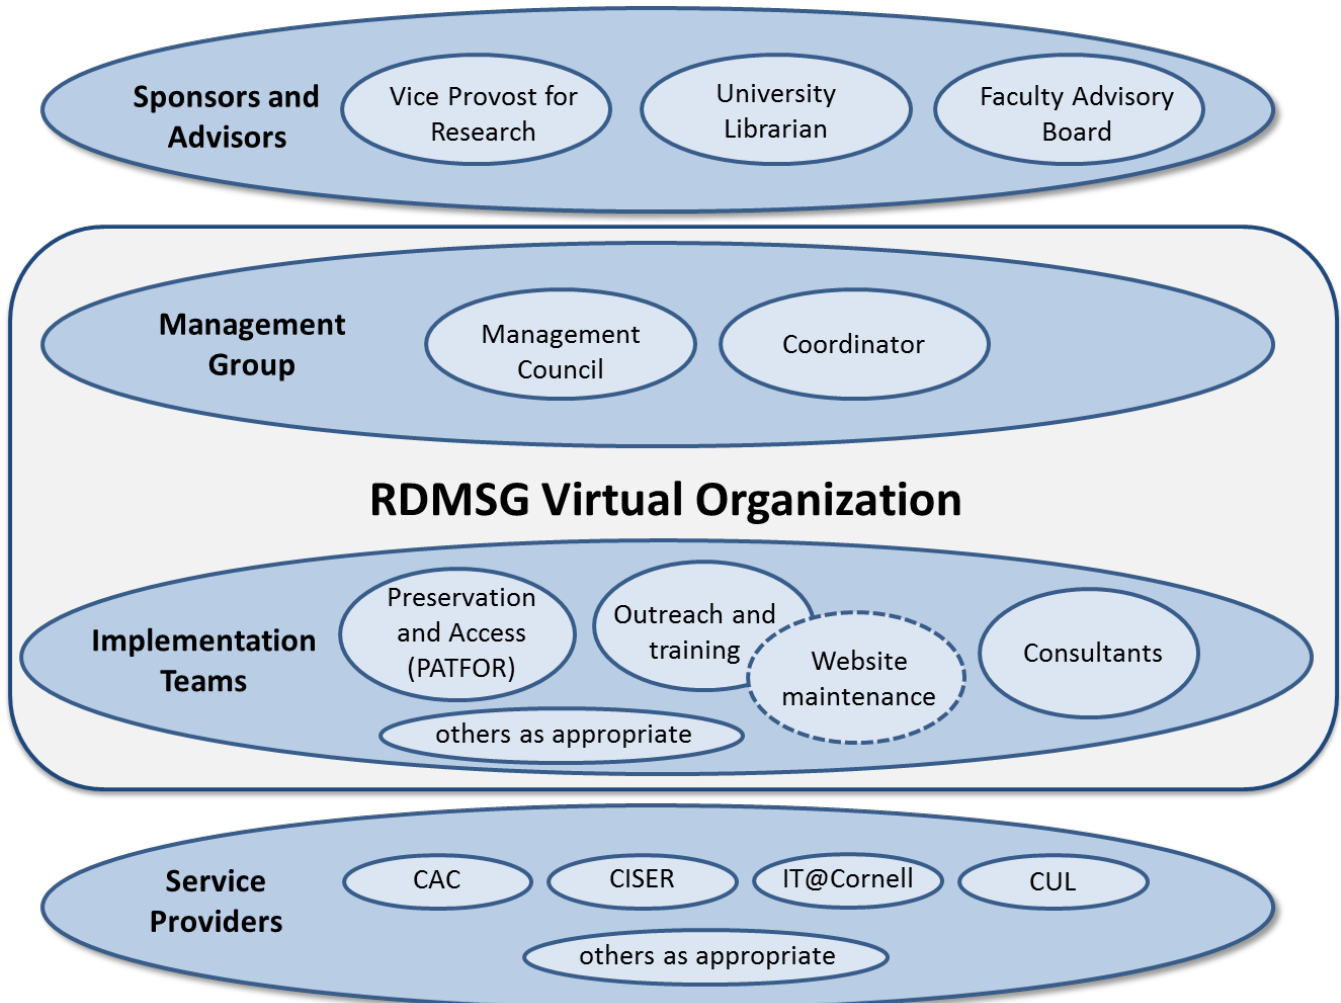 Sponsors and
Advisors
Vice Provost for
Research
University
Librarian
Faculty Advisory
Board
Management
Group
Management
Council
Coordinator
RDMSG Virtual Organization
Implementation
Teams
Preservation
and Access
(PATFOR)
Outreach and
training
Website
maintenance
Consultants
others as appropriate
Service
Providers
CAC
CISER
IT@Cornell
CUL
others as appropriate